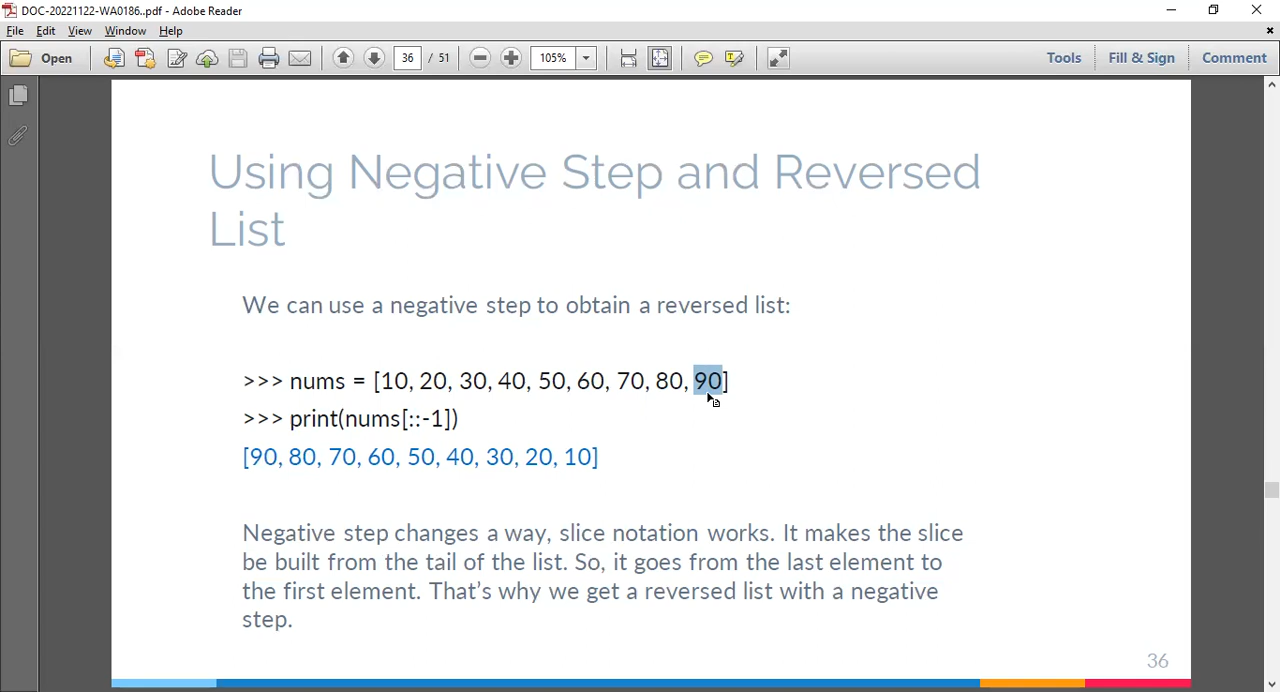 DOC-20221122-WA0186..pdf - Adobe Reader
File Edit View Window Help
Open 36 / 51 105% Tools Fill & Sign Comment
Using Negative Step and Reversed
List
We can use a negative step to obtain a reversed list:
>>> nums = [10, 20, 30, 40, 50, 60, 70, 80, 90]
>>> print(nums[::-1])
[90, 80, 70, 60, 50, 40, 30, 20, 10]
Negative step changes a way, slice notation works. It makes the slice
be built from the tail of the list. So, it goes from the last element to
the first element. That's why we get a reversed list with a negative
step.
36